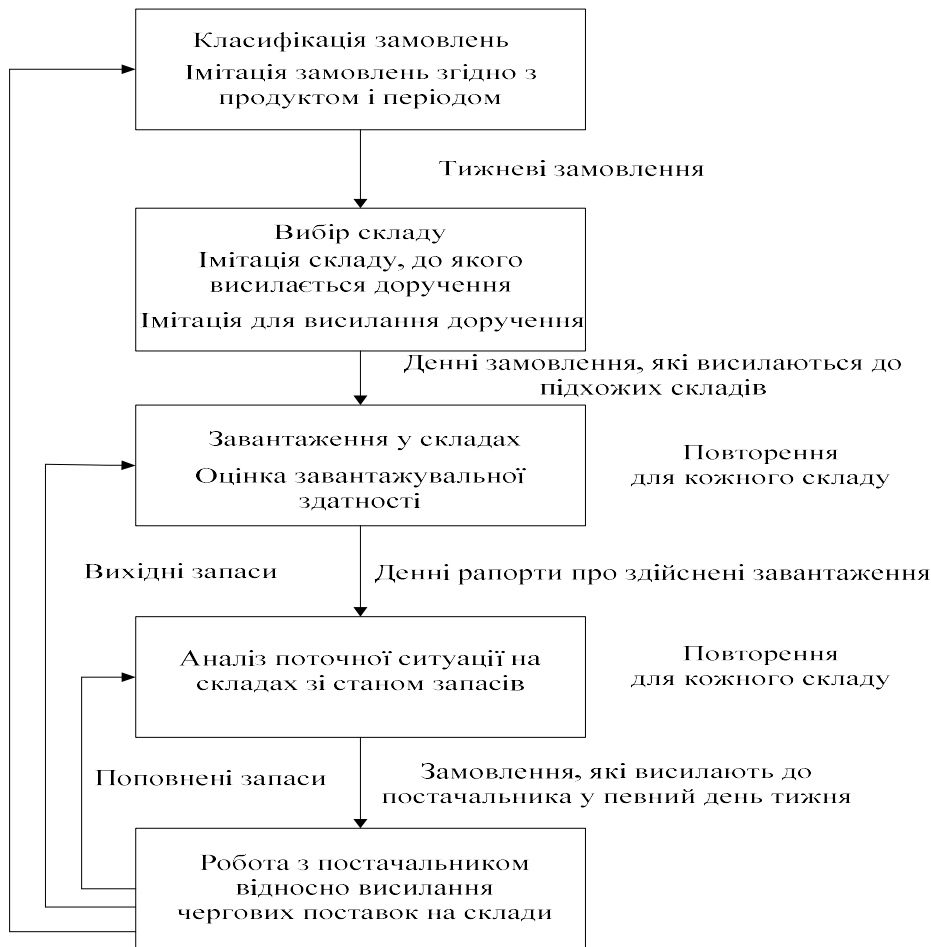 Класифікація замовлень
Імітація замовлень згідно з
продуктом і періодом
Тижневі замовлення
Вибір складу
Імітація складу, до якого
висилається доручення
Імітація для висилання доручення
Денні замовлення, які висилаються до
підхожих складів
Завантаження у складах
Оцінка завантажувальної
здатності
Повторення
для кожного складу
Вихідні запаси
Денні рапорти про здійснені завантаження
Аналіз поточної ситуації на
складах зі станом запасів
Повторення
для кожного складу
Поповнені запаси
Замовлення, які висилають до
постачальника у певний день тижня
Робота з постачальником
відносно висилання
чергових поставок на склади